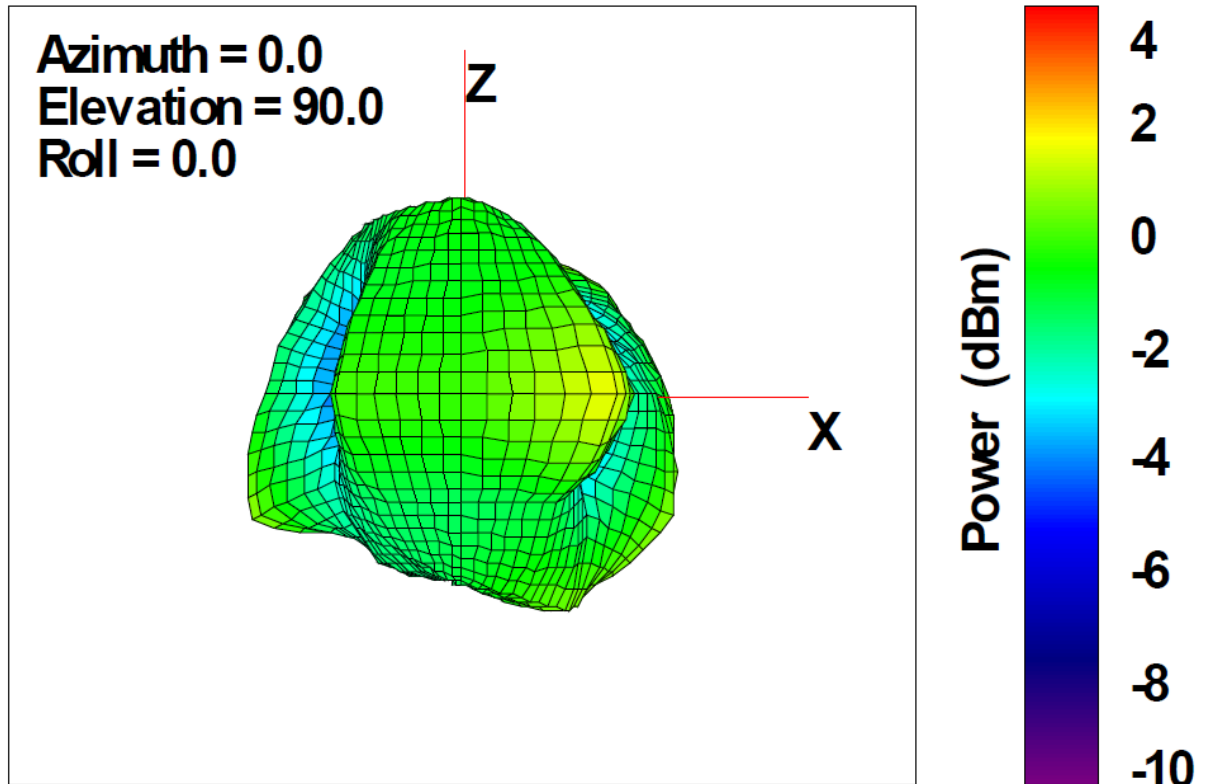 Azimuth = 0.0
Elevation = 90.0
Roll = 0.0
Z
X
Power (dBm)
4
2
0
-2
-4
-6
-8
-10